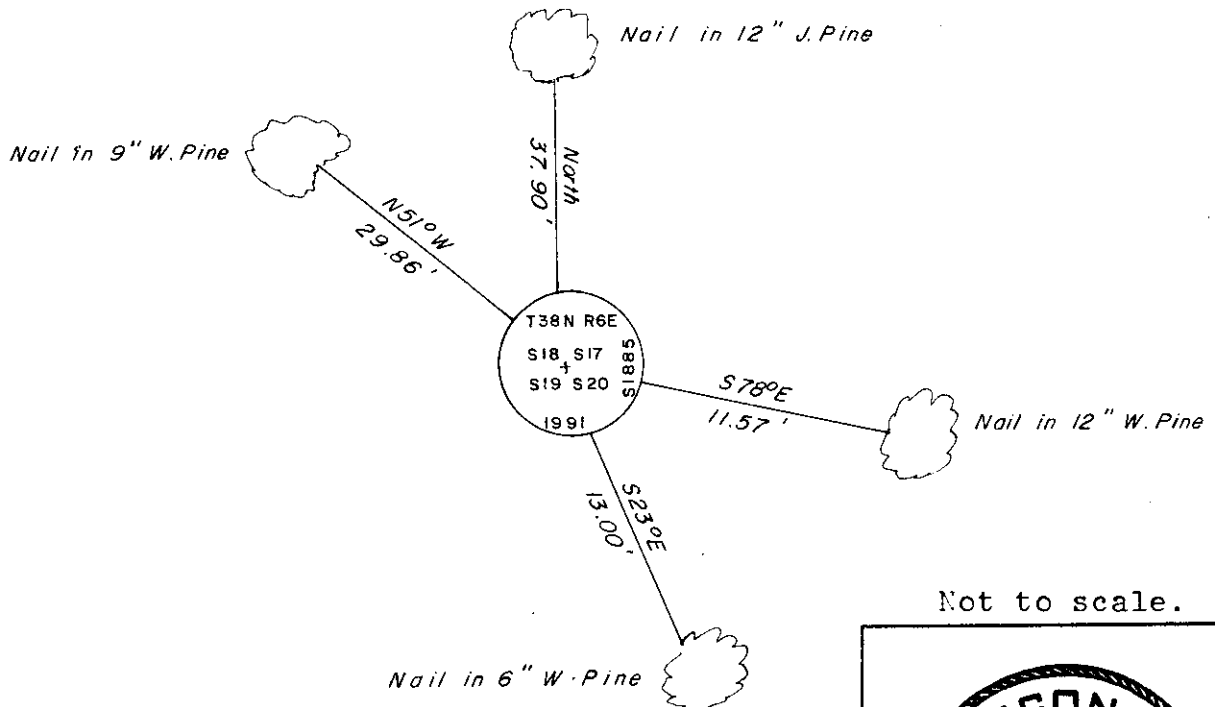 Nail in 12" J. Pine
Nail in 9" W. Pine
North
37.90'
N51°W
29.86'
T38N R6E
S18 S17
S19 S20
S1885
1991
S78°E
11.57'
Nail in 12" W. Pine
S23°E
13.00'
Not to scale.
Nail in 6" W. Pine